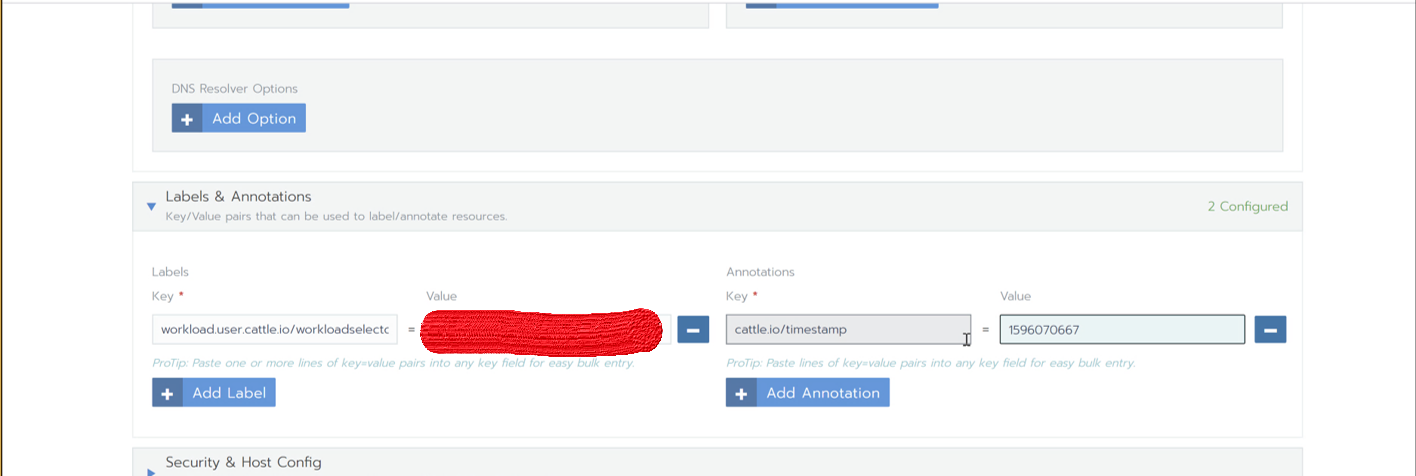 DNS Resolver Options
+ Add Option
Labels & Annotations
Key/Value pairs that can be used to label/annotate resources.
2 Configured
Labels
Annotations
Key * Value
Key * Value
workload.user.cattle.io/workloadselectc =
cattle.io/timestamp = 1596070667
ProTip: Paste one or more lines of key=value pairs into any key field for easy bulk entry.
ProTip: Paste lines of key=value pairs into any key field for easy bulk entry.
+ Add Label
+ Add Annotation
Security & Host Config